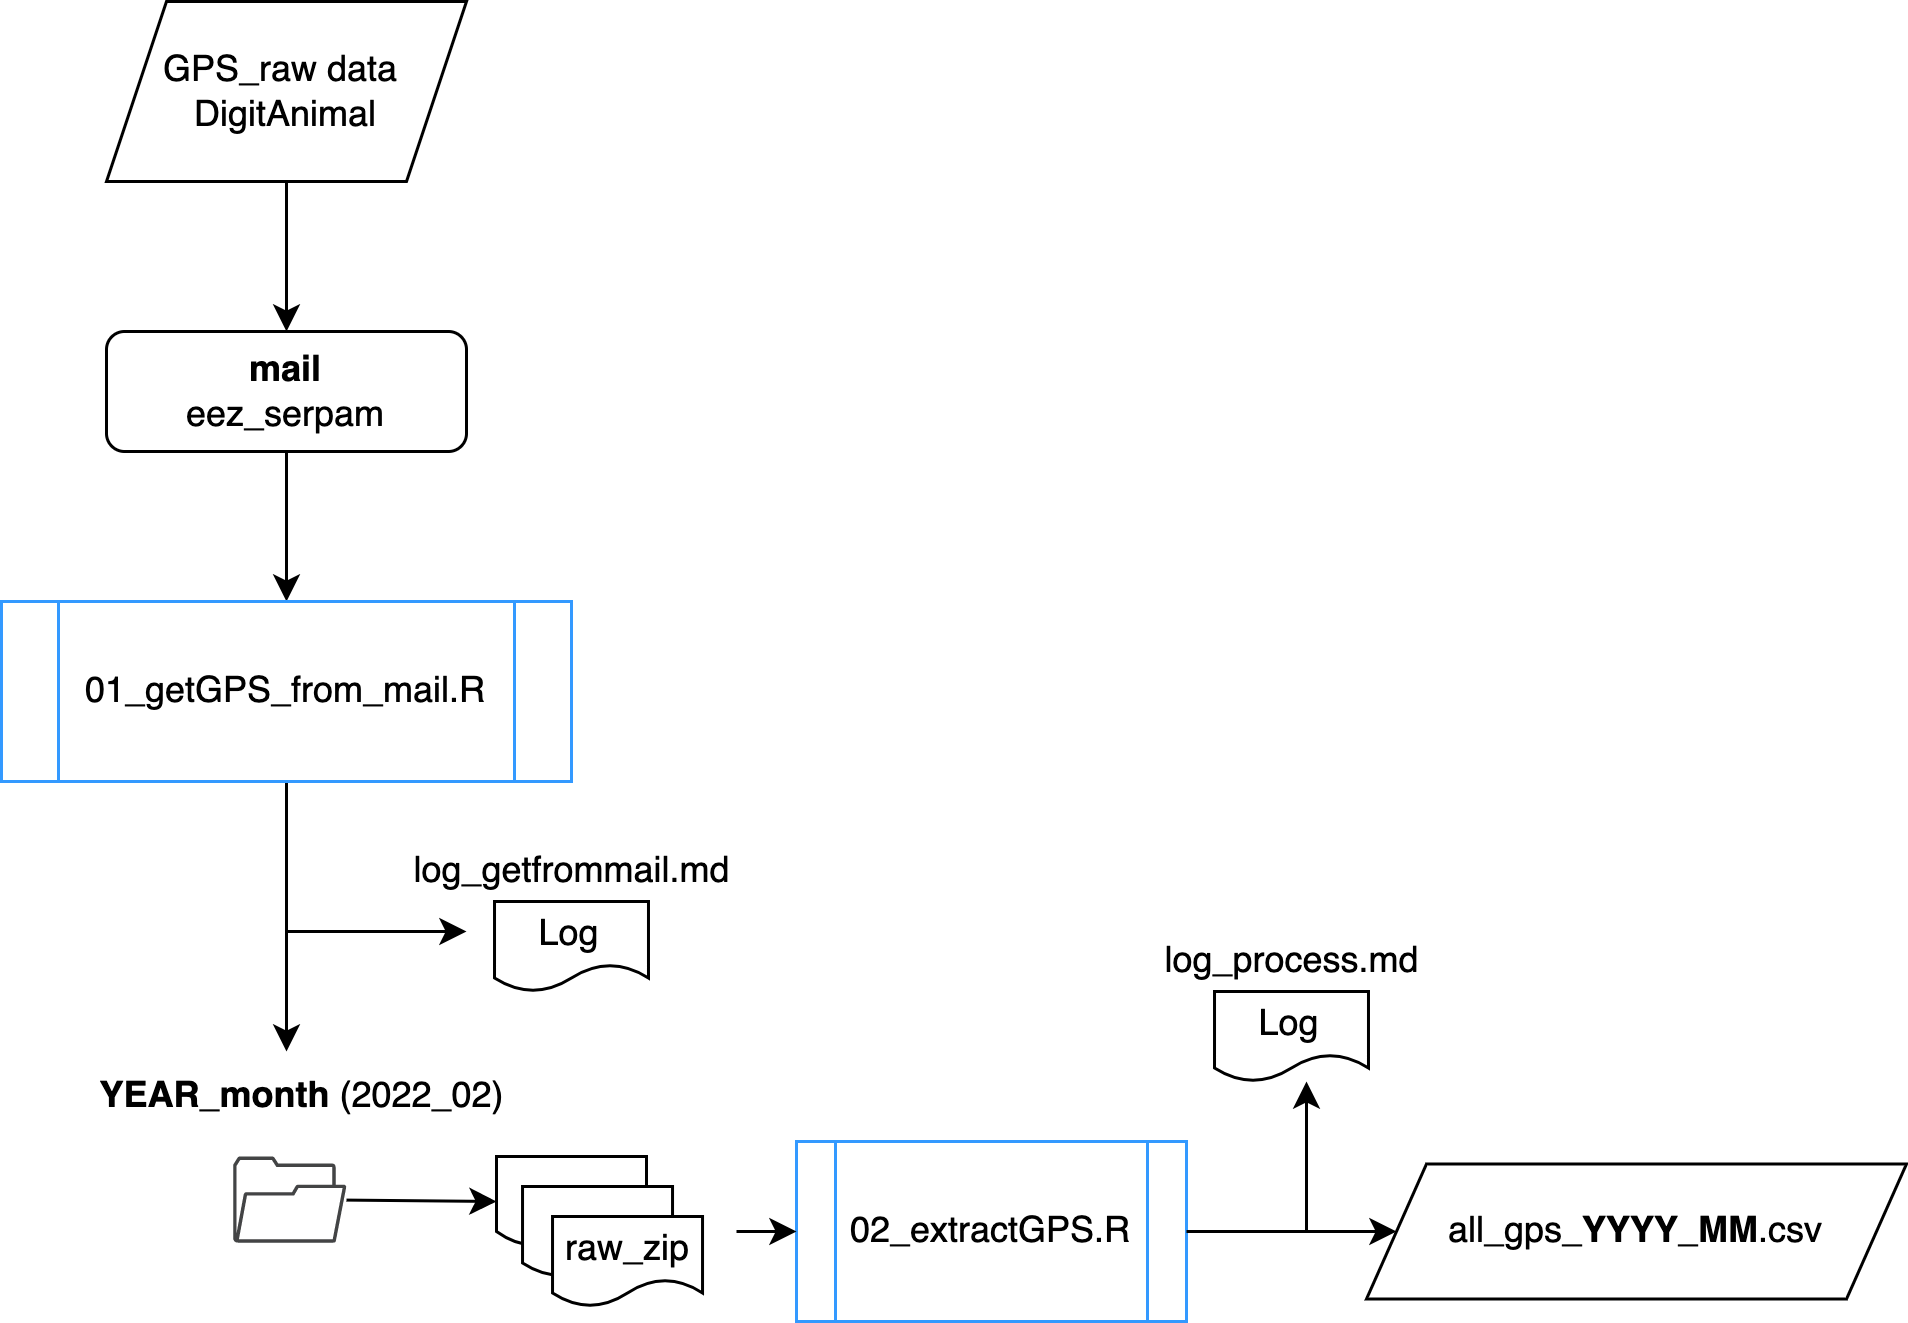 GPS_raw data
DigitAnimal
mail
eez_serpam
01_getGPS_from_mail.R
log_getfrommail.md
Log
YEAR_month (2022_02)
raw_zip
02_extractGPS.R
log_process.md
Log
all_gps_YYYY_MM.csv